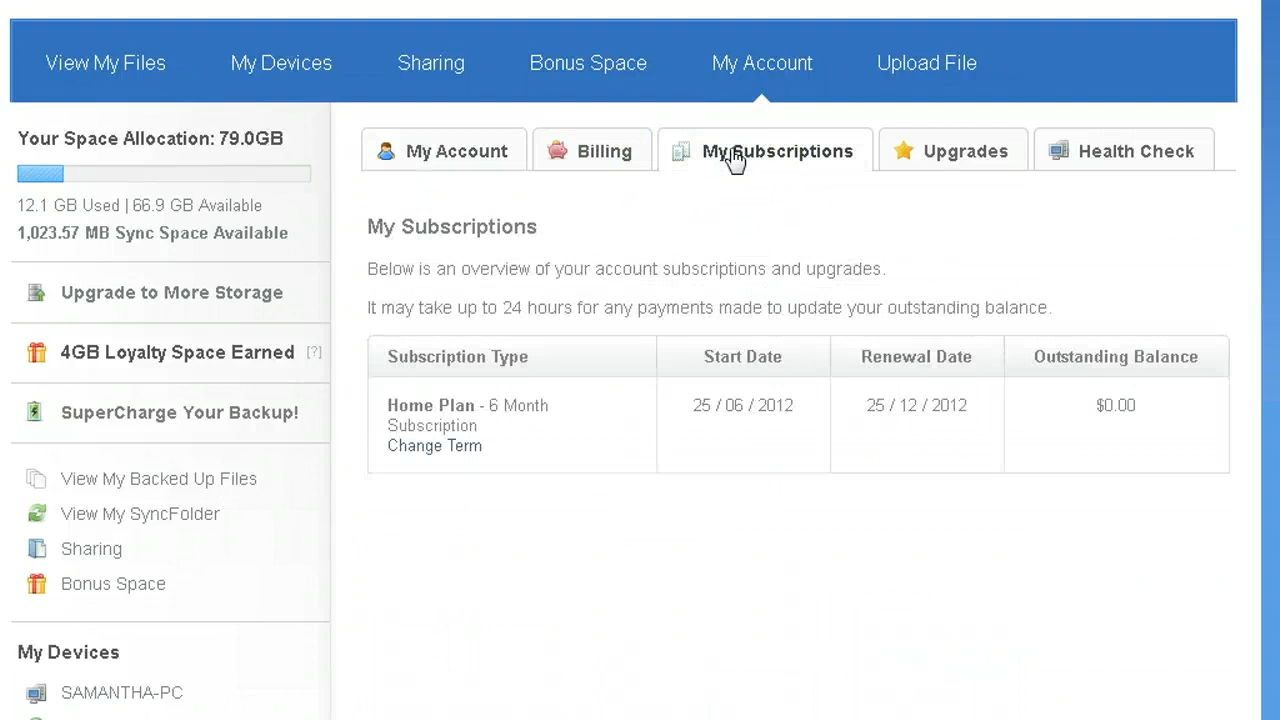 View My Files My Devices Sharing Bonus Space My Account Upload File
Your Space Allocation: 79.0GB
12.1 GB Used | 66.9 GB Available
1,023.57 MB Sync Space Available
Upgrade to More Storage
4GB Loyalty Space Earned [?]
SuperCharge Your Backup!
View My Backed Up Files
View My SyncFolder
Sharing
Bonus Space
My Devices
SAMANTHA-PC
My Account Billing My Subscriptions Upgrades Health Check
My Subscriptions
Below is an overview of your account subscriptions and upgrades.
It may take up to 24 hours for any payments made to update your outstanding balance.
Subscription Type Start Date Renewal Date Outstanding Balance
Home Plan - 6 Month 25 / 06 / 2012 25 / 12 / 2012 $0.00
Subscription
Change Term